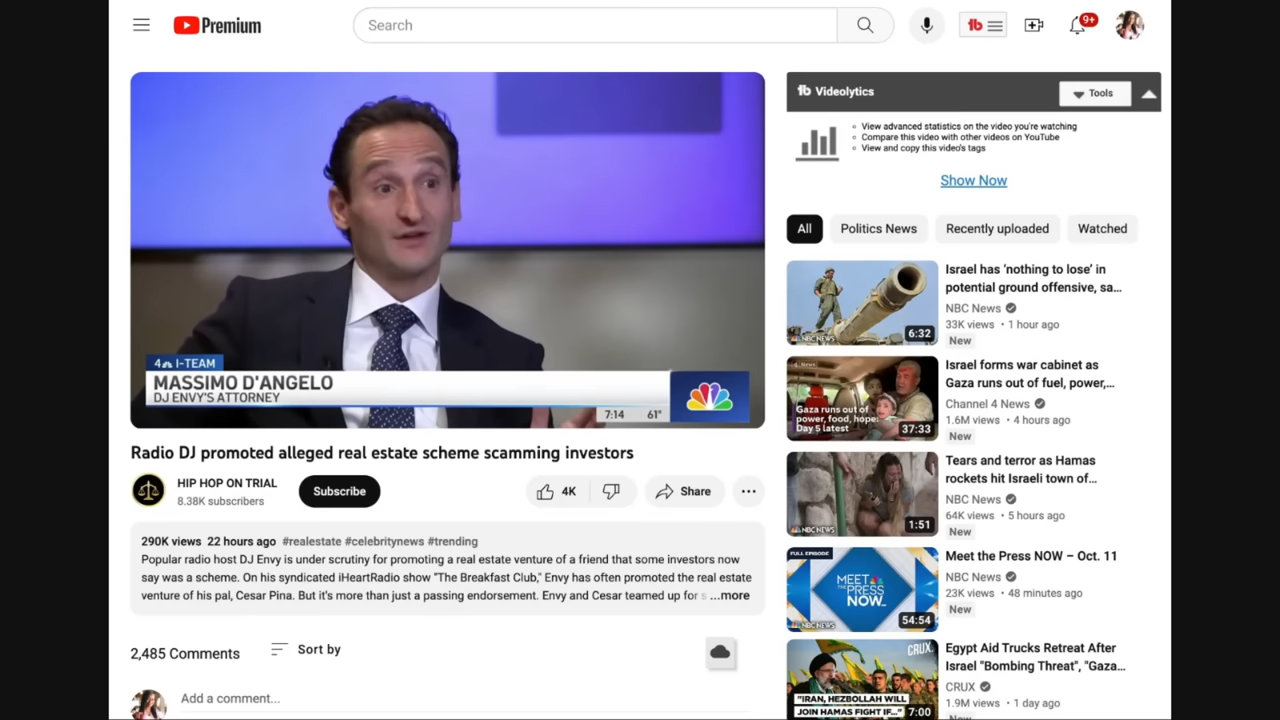 Premium
Search
tb
9+
4 I-TEAM
MASSIMO D'ANGELO
DJ ENVY'S ATTORNEY
7:14 61°
Radio DJ promoted alleged real estate scheme scamming investors
HIP HOP ON TRIAL
8.38K subscribers
Subscribe
4K
Share
290K views 22 hours ago #realestate #celebritynews #trending
Popular radio host DJ Envy is under scrutiny for promoting a real estate venture of a friend that some investors now
say was a scheme. On his syndicated iHeartRadio show "The Breakfast Club," Envy has often promoted the real estate
venture of his pal, Cesar Pina. But it's more than just a passing endorsement. Envy and Cesar teamed up for s ...more
2,485 Comments
Sort by
Add a comment...
tb Videolytics
Tools
View advanced statistics on the video you're watching
Compare this video with other videos on YouTube
View and copy this video's tags
Show Now
All
Politics News
Recently uploaded
Watched
NBC NEWS
6:32
Israel has ‘nothing to lose’ in
potential ground offensive, sa...
NBC News
33K views • 1 hour ago
New
Gaza runs out of
power, food, hope:
Day 5 latest
37:33
Israel forms war cabinet as
Gaza runs out of fuel, power,...
Channel 4 News
1.6M views • 4 hours ago
New
NBC NEWS
1:51
Tears and terror as Hamas
rockets hit Israeli town of...
NBC News
64K views • 5 hours ago
New
FULL EPISODE
MEET
THE PRESS
NOW
NBC NEWS
54:54
Meet the Press NOW – Oct. 11
NBC News
23K views • 48 minutes ago
New
CRUX
"IRAN, HEZBOLLAH WILL
JOIN HAMAS FIGHT IF..."
7:00
Egypt Aid Trucks Retreat After
Israel "Bombing Threat", "Gaza...
CRUX
1.9M views • 1 day ago
New